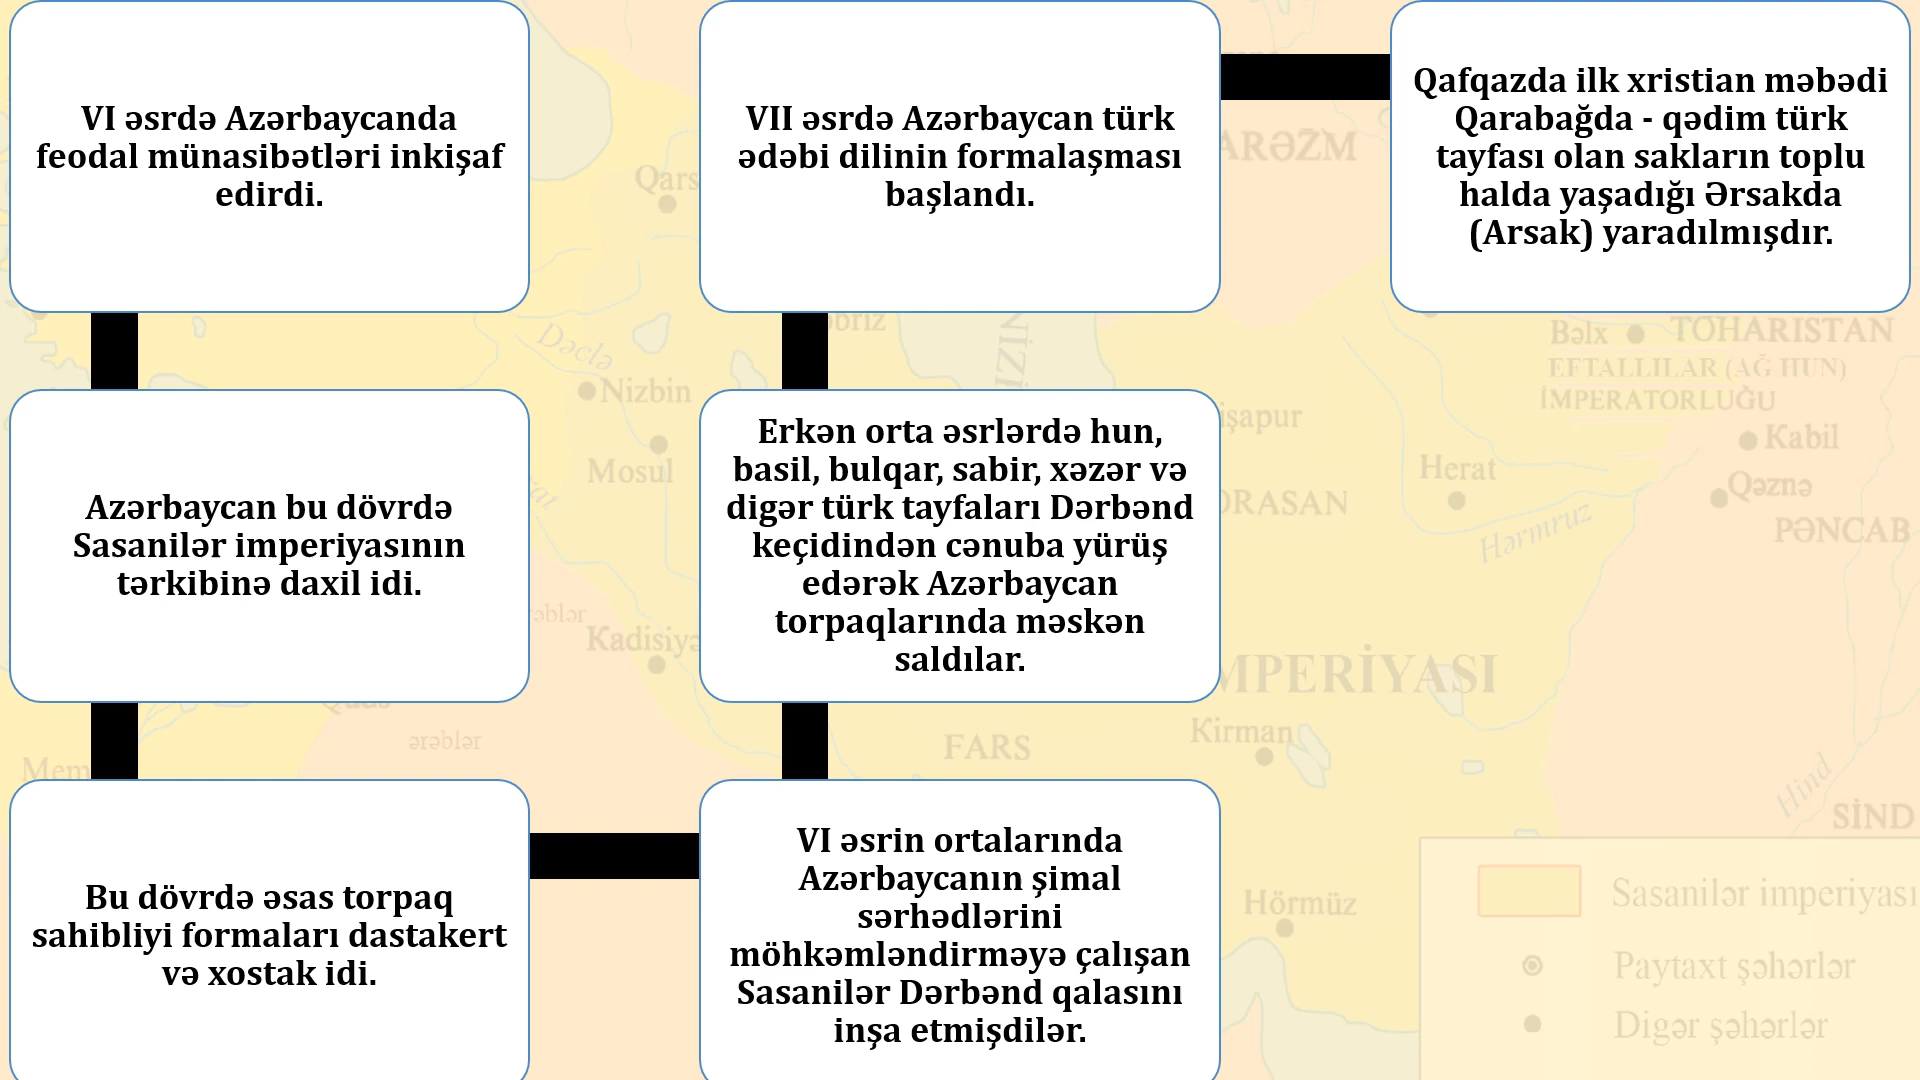 VI əsrdə Azərbaycanda
feodal münasibətləri inkişaf
edirdi.
Azərbaycan bu dövrdə
Sasanilər imperiyasının
tərkibinə daxil idi.
Bu dövrdə əsas torpaq
sahibliyi formaları dastakert
və xostak idi.
VI əsrin ortalarında
Azərbaycanın şimal
sərhədlərini
möhkəmləndirməyə çalışan
Sasanilər Dərbənd qalasını
inşa etmişdilər.
Erkən orta əsrlərdə hun,
basil, bulqar, sabir, xəzər və
digər türk tayfaları Dərbənd
keçidindən cənuba yürüş
edərək Azərbaycan
torpaqlarında məskən
saldılar.
VII əsrdə Azərbaycan türk
ədəbi dilinin formalaşması
başlandı.
Qafqazda ilk xristian məbədi
Qarabağda - qədim türk
tayfası olan sakların toplu
halda yaşadığı Ərsakda
(Arsak) yaradılmışdır.
Qars
Dəclə
Nizbin
Mosul
Kadisiyə
ərəblər
FARS
Kirman
Hörmüz
Herat
Hərmruz
Bəlx
TOHARISTAN
EFTALLILAR (AĞ HUN)
İMPERATORLUĞU
Kabil
Qəznə
PƏNCAB
Hind
SİND
Sasanilər imperiyası
Paytaxt şəhərlər
Digər şəhərlər